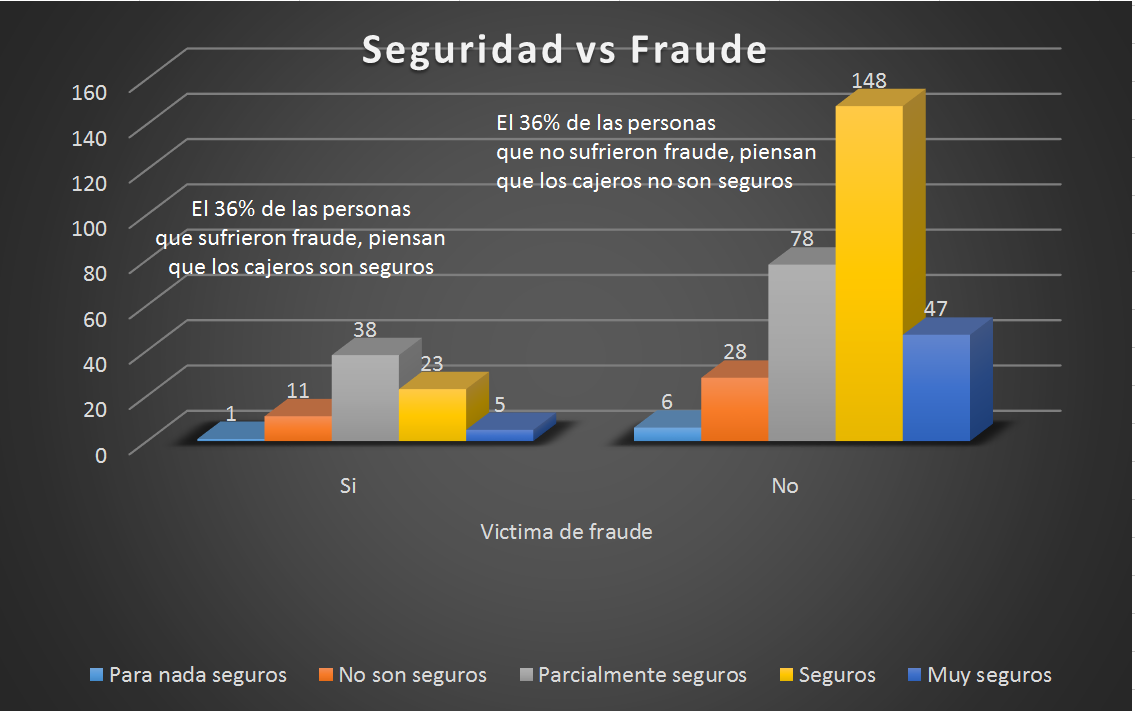 Seguridad vs Fraude
160
140
120
100
80
60
40
20
0
El 36% de las personas
que sufrieron fraude, piensan
que los cajeros son seguros
El 36% de las personas
que no sufrieron fraude, piensan
que los cajeros no son seguros
1
11
38
23
5
6
28
78
148
47
Si
No
Victima de fraude
Para nada seguros
No son seguros
Parcialmente seguros
Seguros
Muy seguros